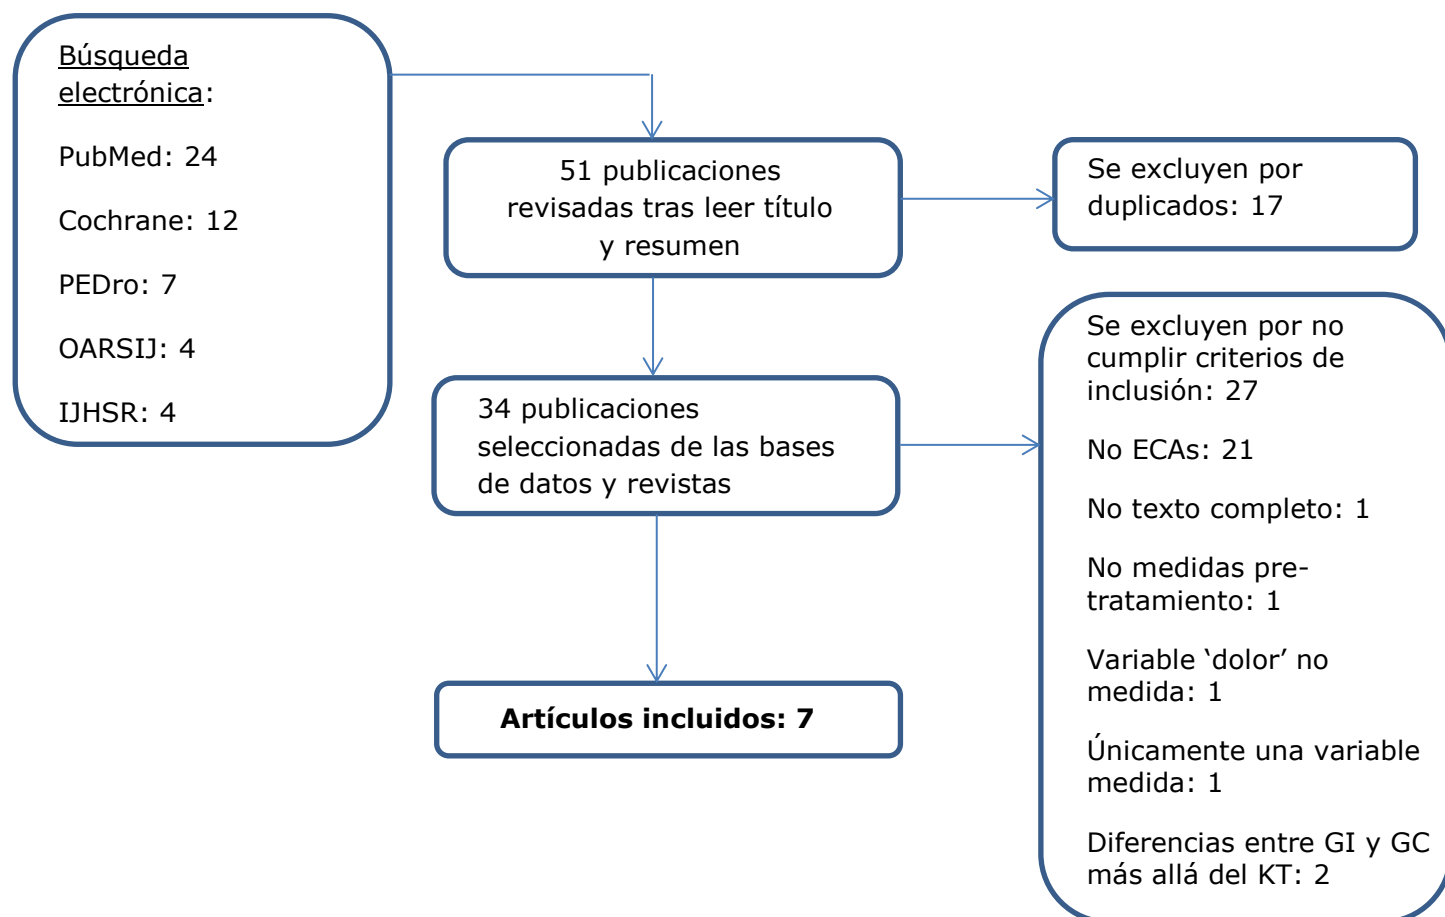 Búsqueda
electrónica:
PubMed: 24
Cochrane: 12
PEDro: 7
OARSIJ: 4
IJHSR: 4
51 publicaciones
revisadas tras leer título
y resumen
Se excluyen por
duplicados: 17
34 publicaciones
seleccionadas de las bases
de datos y revistas
Se excluyen por no
cumplir criterios de
inclusión: 27
No ECAs: 21
No texto completo: 1
No medidas pre-
tratamiento: 1
Variable ‘dolor’ no
medida: 1
Únicamente una variable
medida: 1
Diferencias entre GI y GC
más allá del KT: 2
Artículos incluidos: 7